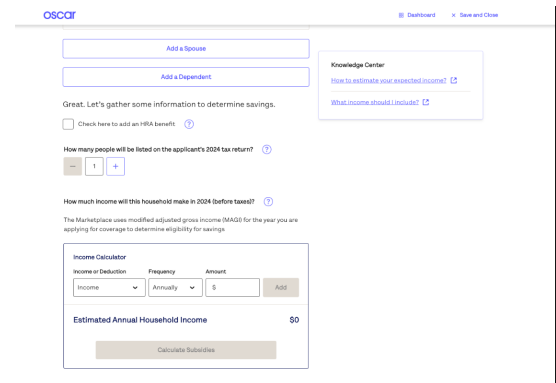 oscar
Dashboard
× Save and Close
Add a Spouse
Add a Dependent
Great. Let's gather some information to determine savings.
Check here to add an HRA benefit ?
How many people will be listed on the applicant's 2024 tax return? ?
− 1 +
How much income will this household make in 2024 (before taxes)? ?
The Marketplace uses modified adjusted gross income (MAGI) for the year you are
applying for coverage to determine eligibility for savings
Income Calculator
Income or Deduction Frequency Amount
Income Annually $ Add
Estimated Annual Household Income $0
Calculate Subsidies
Knowledge Center
How to estimate your expected income?
What income should I include?